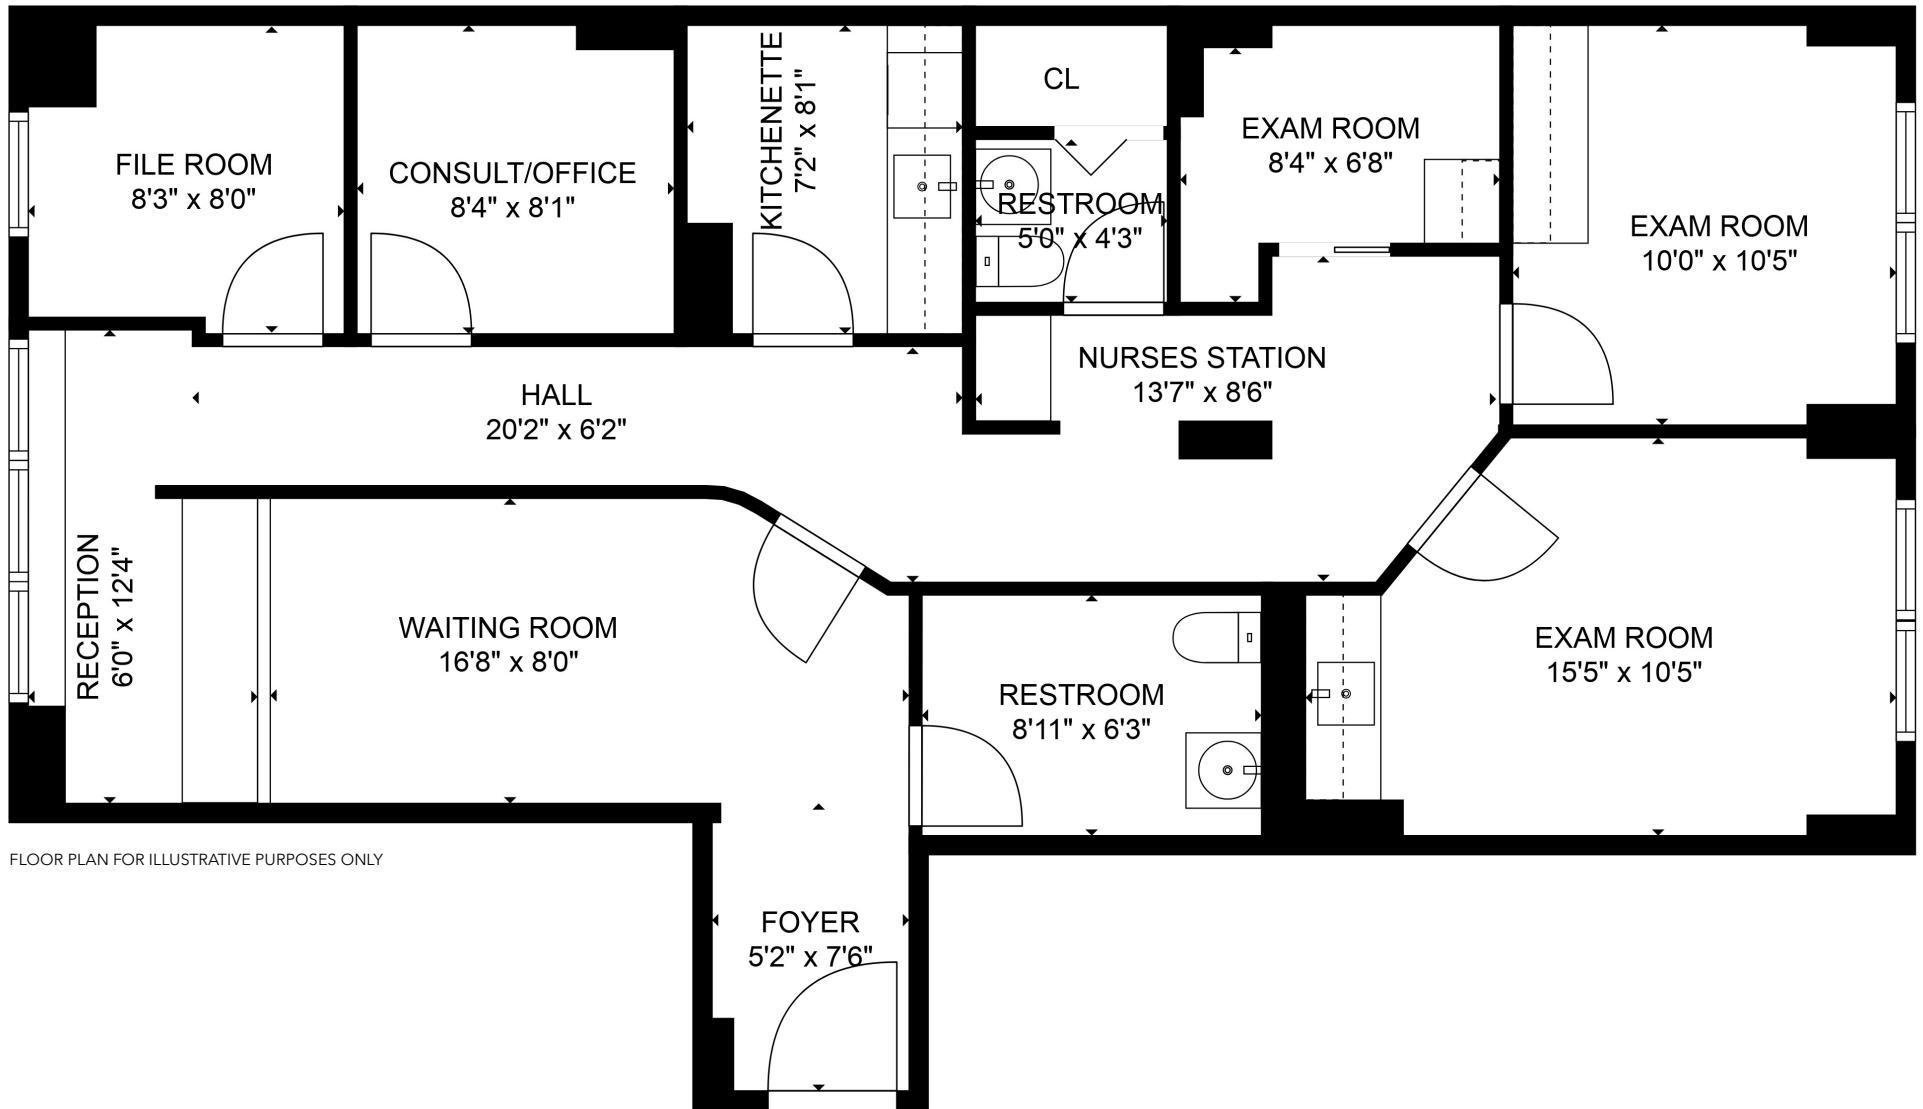 FILE ROOM
8'3" x 8'0"
CONSULT/OFFICE
8'4" x 8'1"
KITCHENETTE
7'2" x 8'1"
CL
RESTROOM
5'0" x 4'3"
EXAM ROOM
8'4" x 6'8"
EXAM ROOM
10'0" x 10'5"
HALL
20'2" x 6'2"
NURSES STATION
13'7" x 8'6"
RECEPTION
6'0" x 12'4"
WAITING ROOM
16'8" x 8'0"
RESTROOM
8'11" x 6'3"
EXAM ROOM
15'5" x 10'5"
FLOOR PLAN FOR ILLUSTRATIVE PURPOSES ONLY
FOYER
5'2" x 7'6"